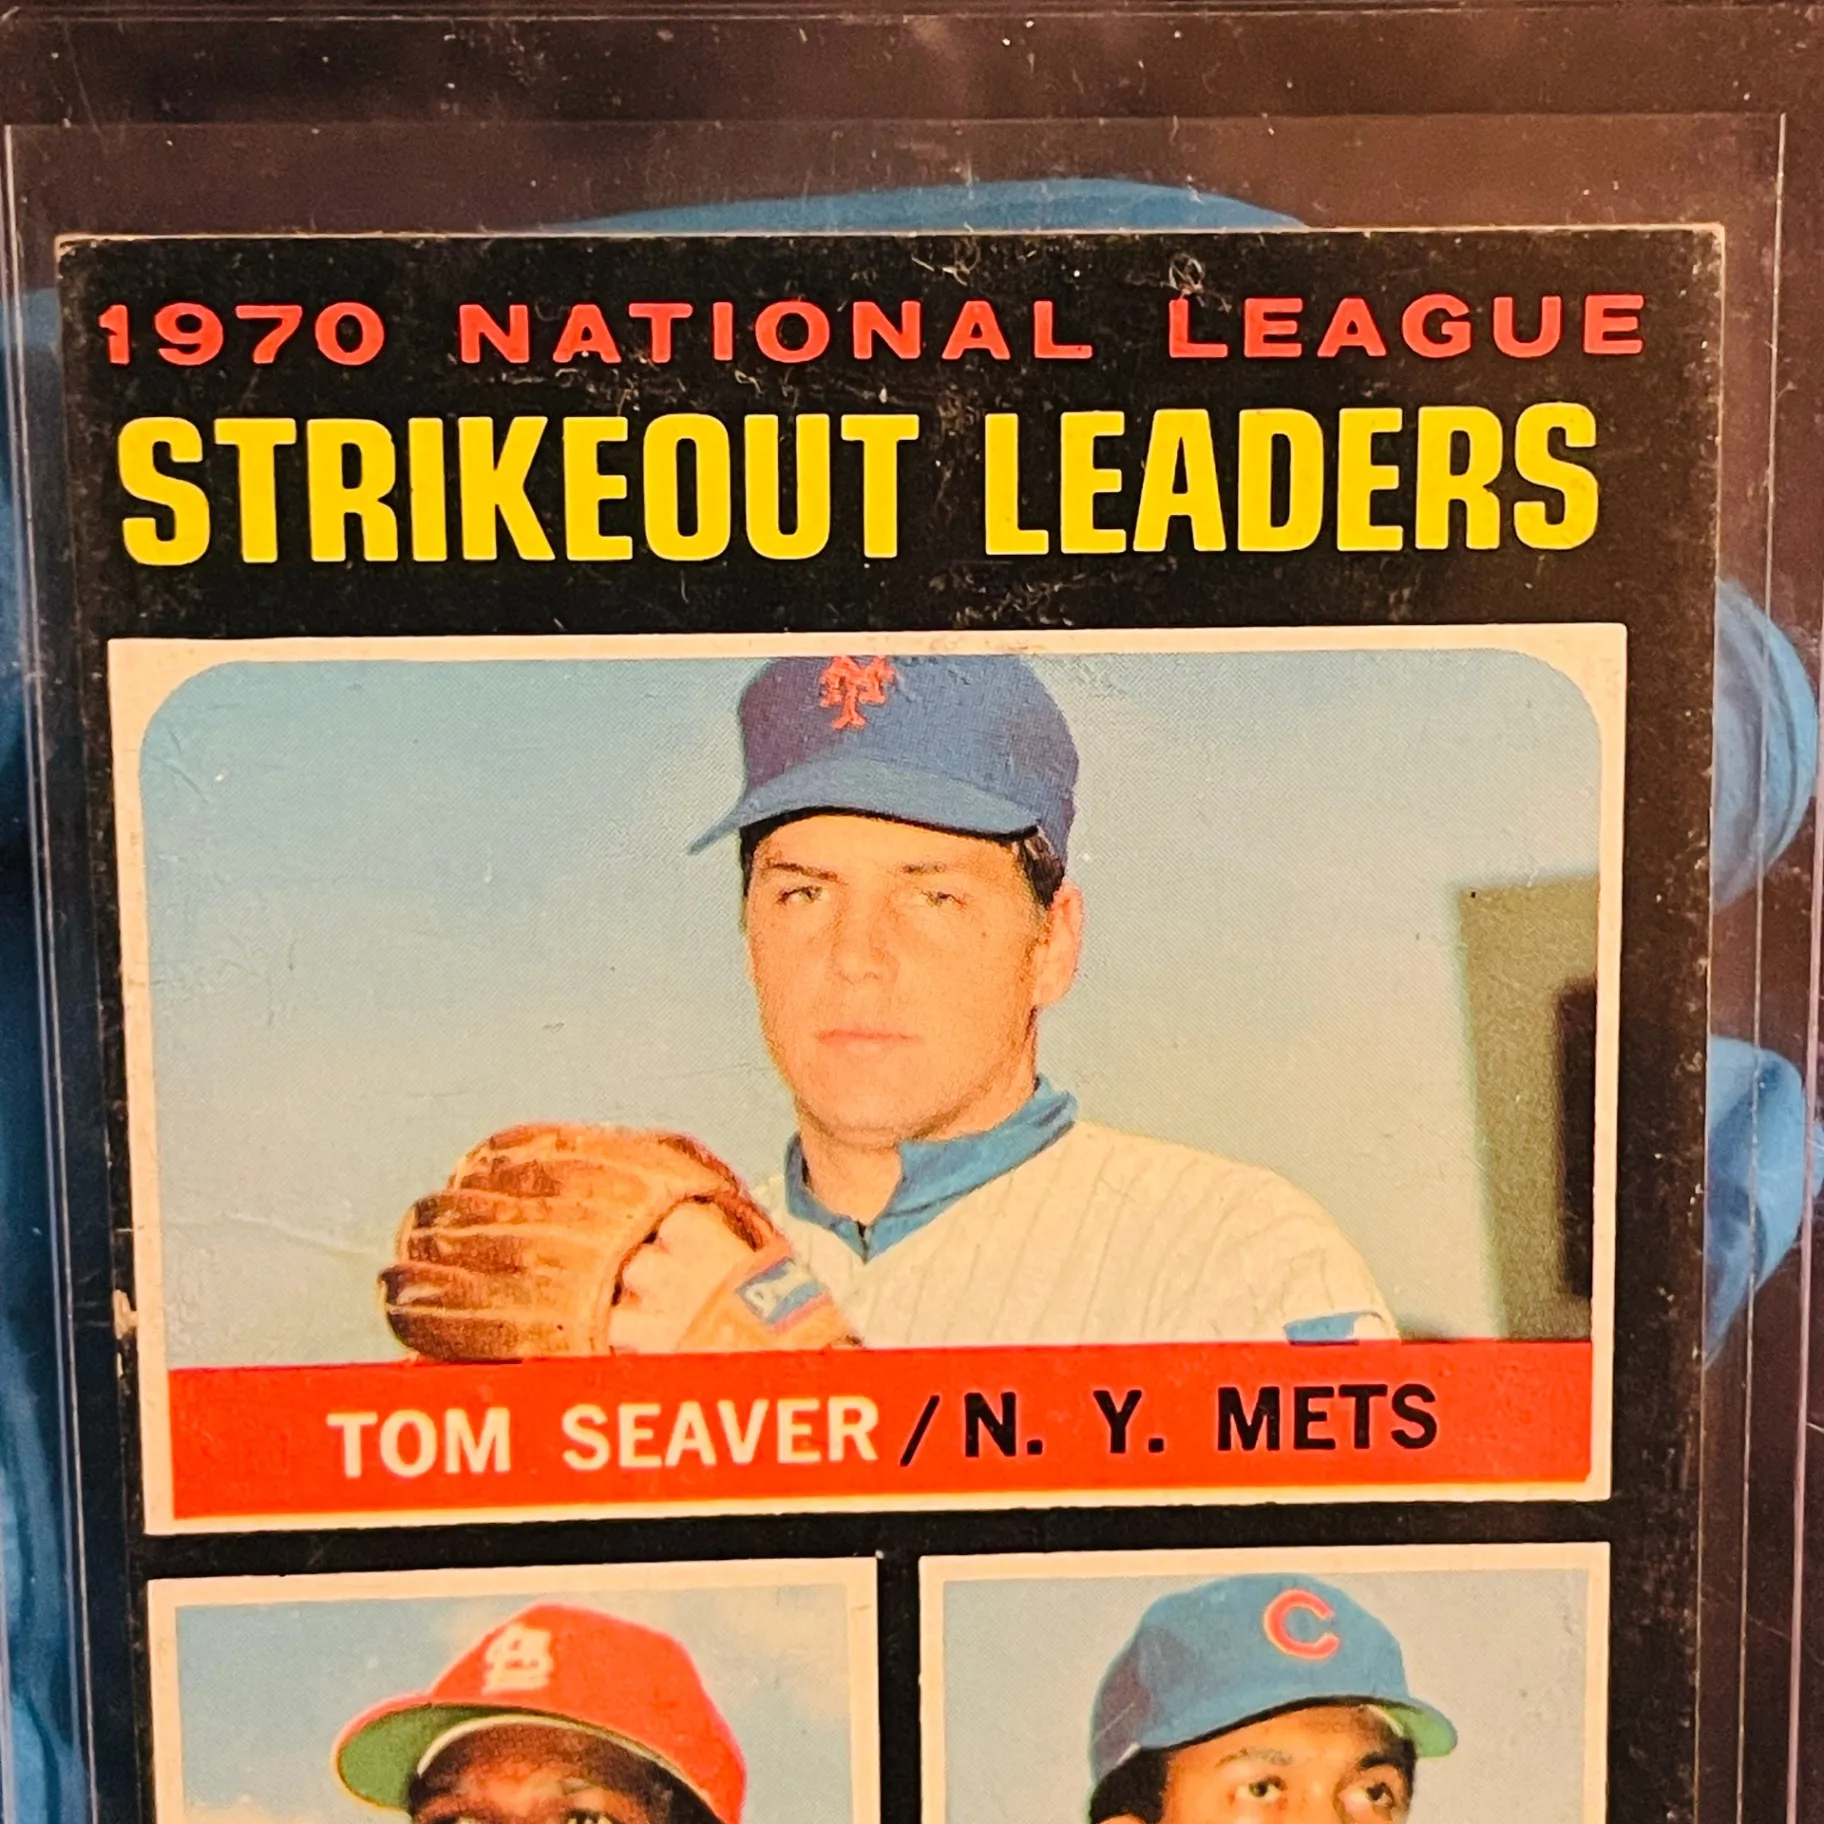 1970 NATIONAL LEAGUE
STRIKEOUT LEADERS
TOM SEAVER / N. Y. METS